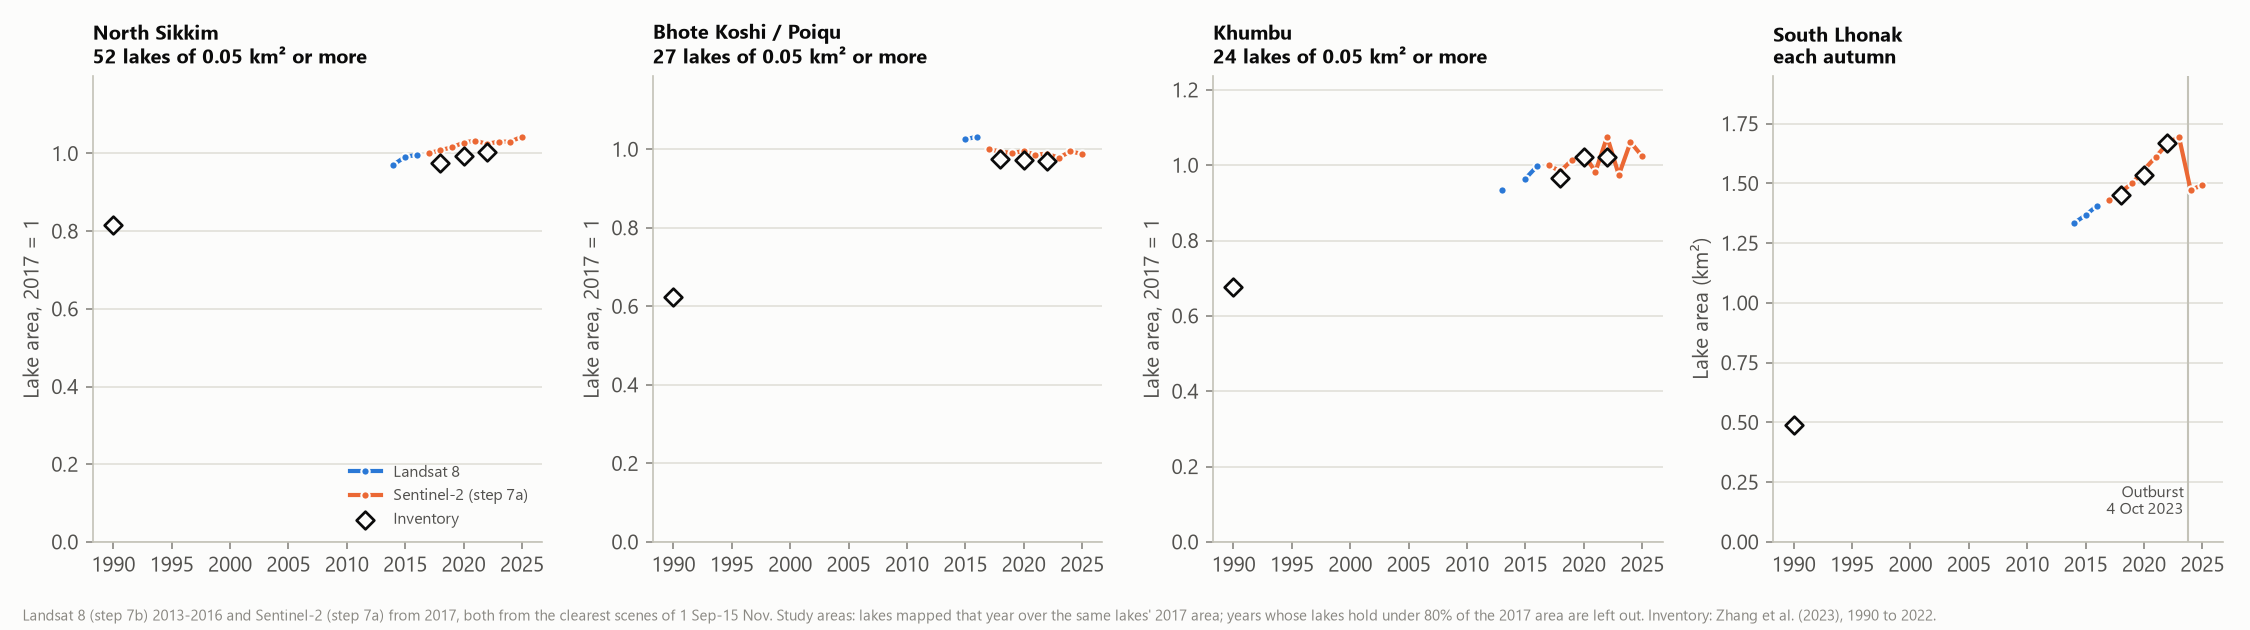 North Sikkim
52 lakes of 0.05 km² or more
Lake area, 2017 = 1
1.0
0.8
0.6
0.4
0.2
0.0
1990 1995 2000 2005 2010 2015 2020 2025
Landsat 8
Sentinel-2 (step 7a)
Inventory
Bhote Koshi / Poiqu
27 lakes of 0.05 km² or more
Lake area, 2017 = 1
1.0
0.8
0.6
0.4
0.2
0.0
1990 1995 2000 2005 2010 2015 2020 2025
Khumbu
24 lakes of 0.05 km² or more
Lake area, 2017 = 1
1.2
1.0
0.8
0.6
0.4
0.2
0.0
1990 1995 2000 2005 2010 2015 2020 2025
South Lhonak
each autumn
Lake area (km²)
1.75
1.50
1.25
1.00
0.75
0.50
0.25
0.00
Outburst
4 Oct 2023
1990 1995 2000 2005 2010 2015 2020 2025
Landsat 8 (step 7b) 2013-2016 and Sentinel-2 (step 7a) from 2017, both from the clearest scenes of 1 Sep-15 Nov. Study areas: lakes mapped that year over the same lakes' 2017 area; years whose lakes hold under 80% of the 2017 area are left out. Inventory: Zhang et al. (2023), 1990 to 2022.